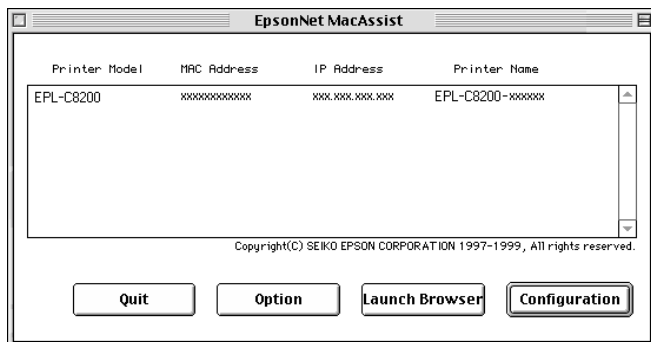 EpsonNet MacAssist
Printer Model MAC Address IP Address Printer Name
EPL-C8200 xxxxxxxxxxxx xxx.xxx.xxx.xxx EPL-C8200-xxxxxx
Copyright(C) SEIKO EPSON CORPORATION 1997-1999, All rights reserved.
Quit Option Launch Browser Configuration